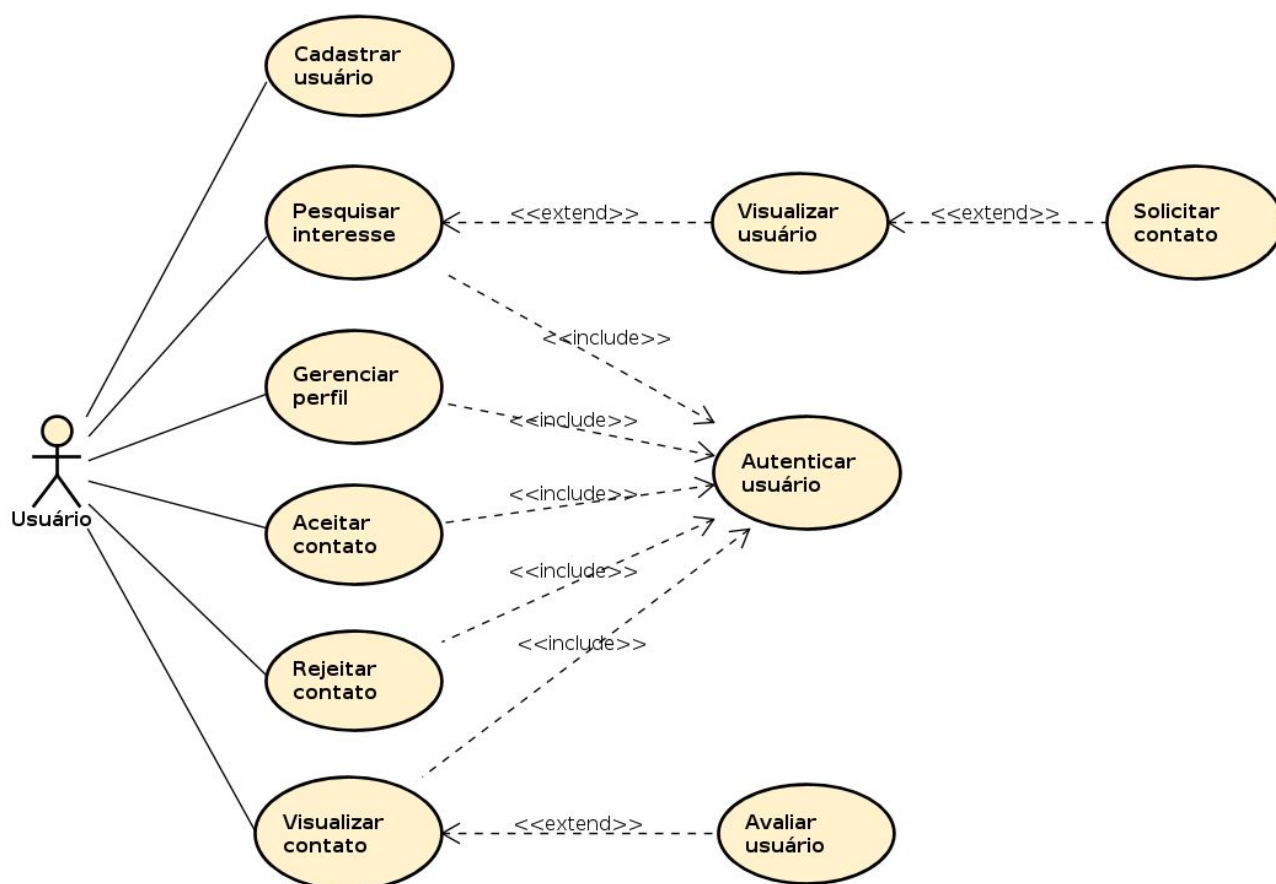 Cadastrar
usuário
Pesquisar
interesse
<<extend>>
Visualizar
usuário
<<extend>>
Solicitar
contato
<<include>>
Gerenciar
perfil
<<include>>
Autenticar
usuário
Usuário
Aceitar
contato
<<include>>
<<include>>
Rejeitar
contato
<<include>>
Visualizar
contato
<<extend>>
Avaliar
usuário